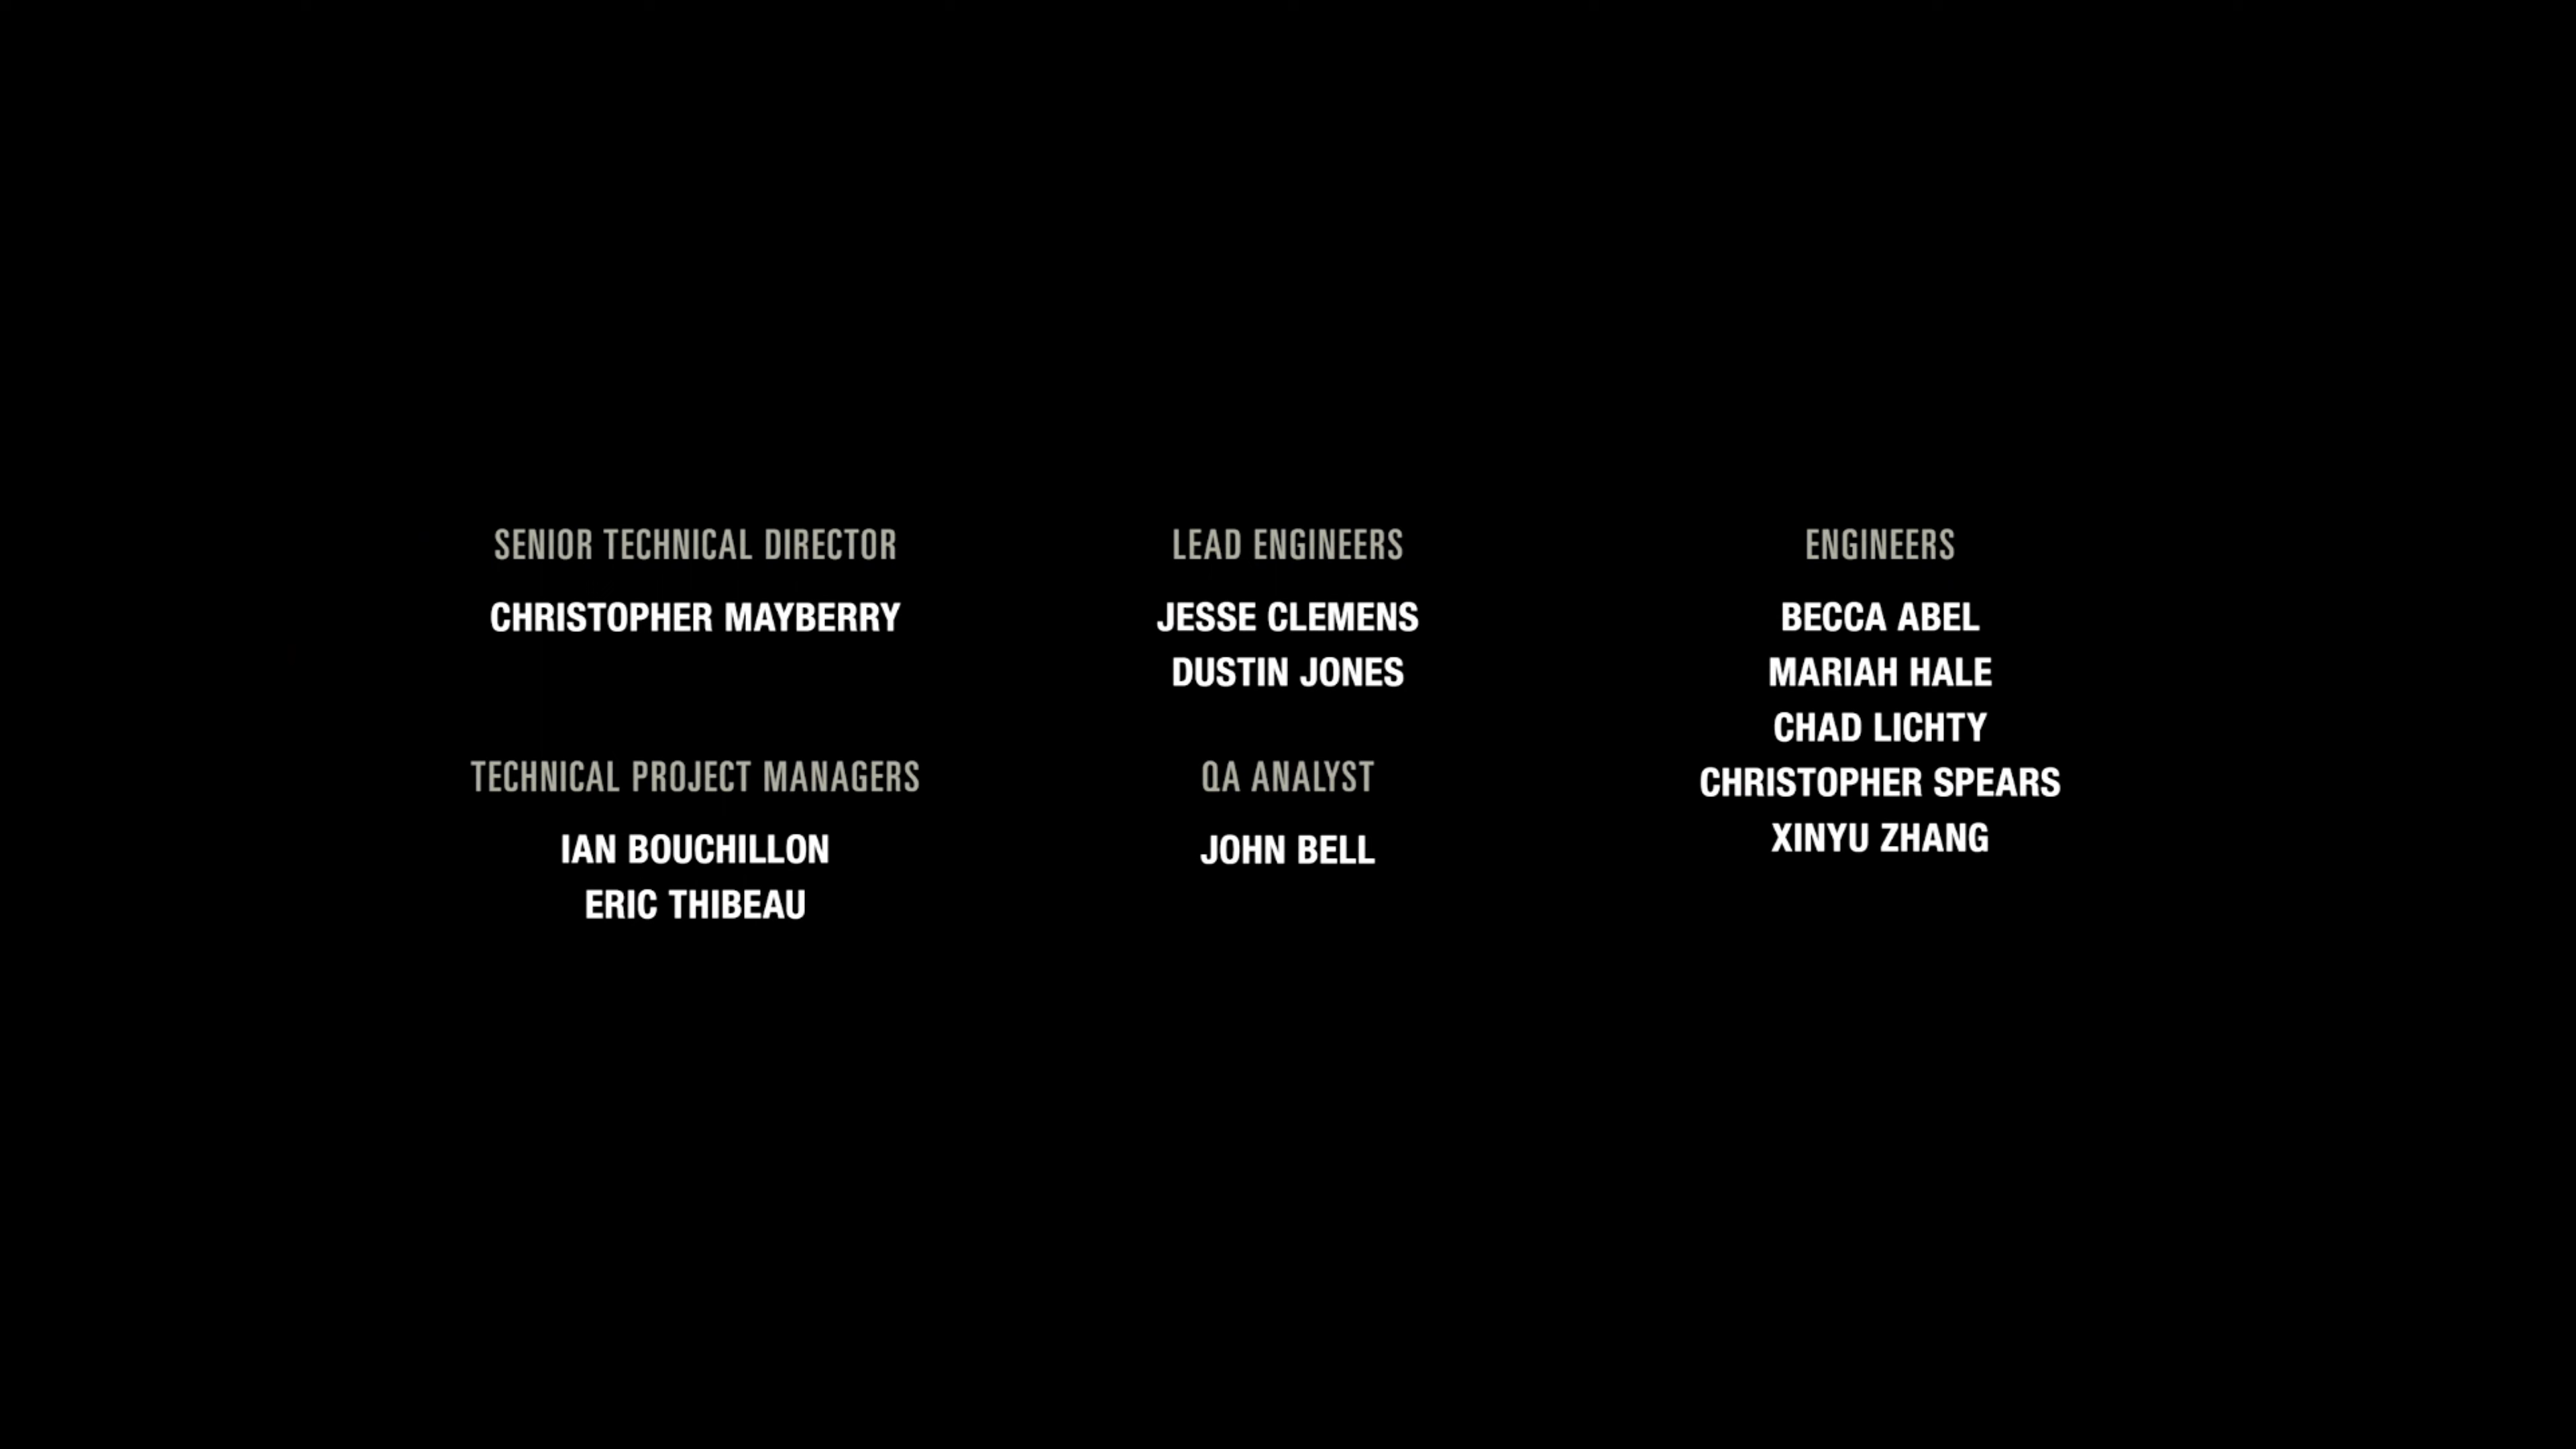 SENIOR TECHNICAL DIRECTOR
CHRISTOPHER MAYBERRY
TECHNICAL PROJECT MANAGERS
IAN BOUCHILLON
ERIC THIBEAU
LEAD ENGINEERS
JESSE CLEMENS
DUSTIN JONES
QA ANALYST
JOHN BELL
ENGINEERS
BECCA ABEL
MARIAH HALE
CHAD LICHTY
CHRISTOPHER SPEARS
XINYU ZHANG